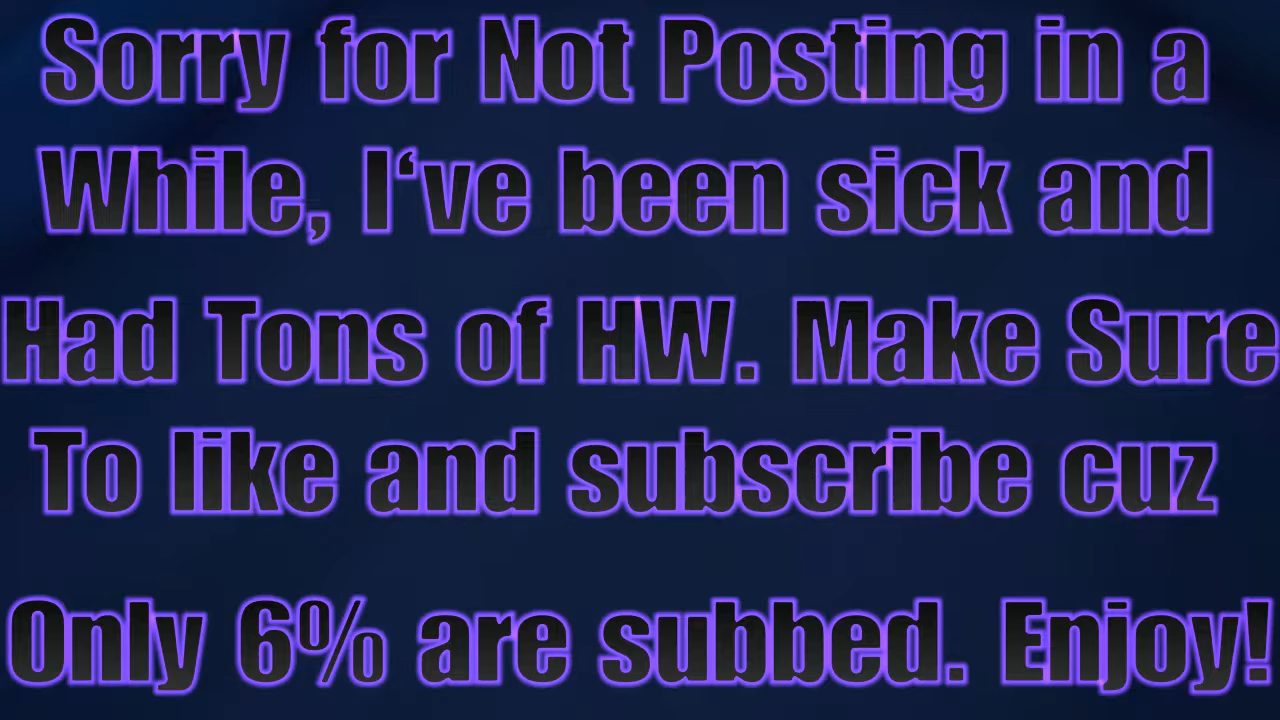 Sorry for Not Posting in a
While, I‘ve been sick and
Had Tons of HW. Make Sure
To like and subscribe cuz
Only 6% are subbed. Enjoy!